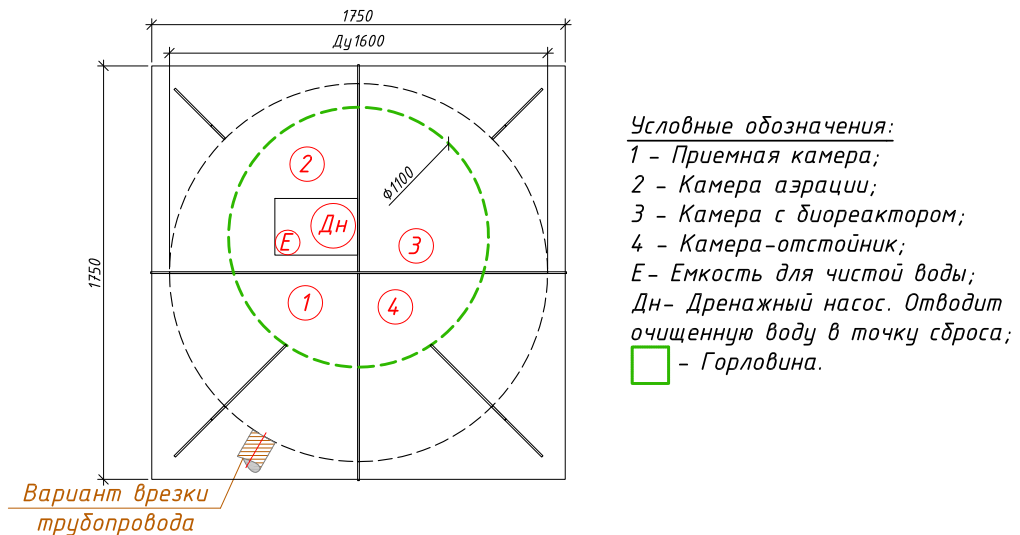 1750
Ду1600
1750
2
ф1100
Дн
Е
3
1
4
Вариант врезки
трубопровода
Условные обозначения:
1 - Приемная камера;
2 - Камера аэрации;
3 - Камера с биореактором;
4 - Камера-отстойник;
Е- Емкость для чистой воды;
Дн- Дренажный насос. Отводит
очищенную воду в точку сброса;
- Горловина.